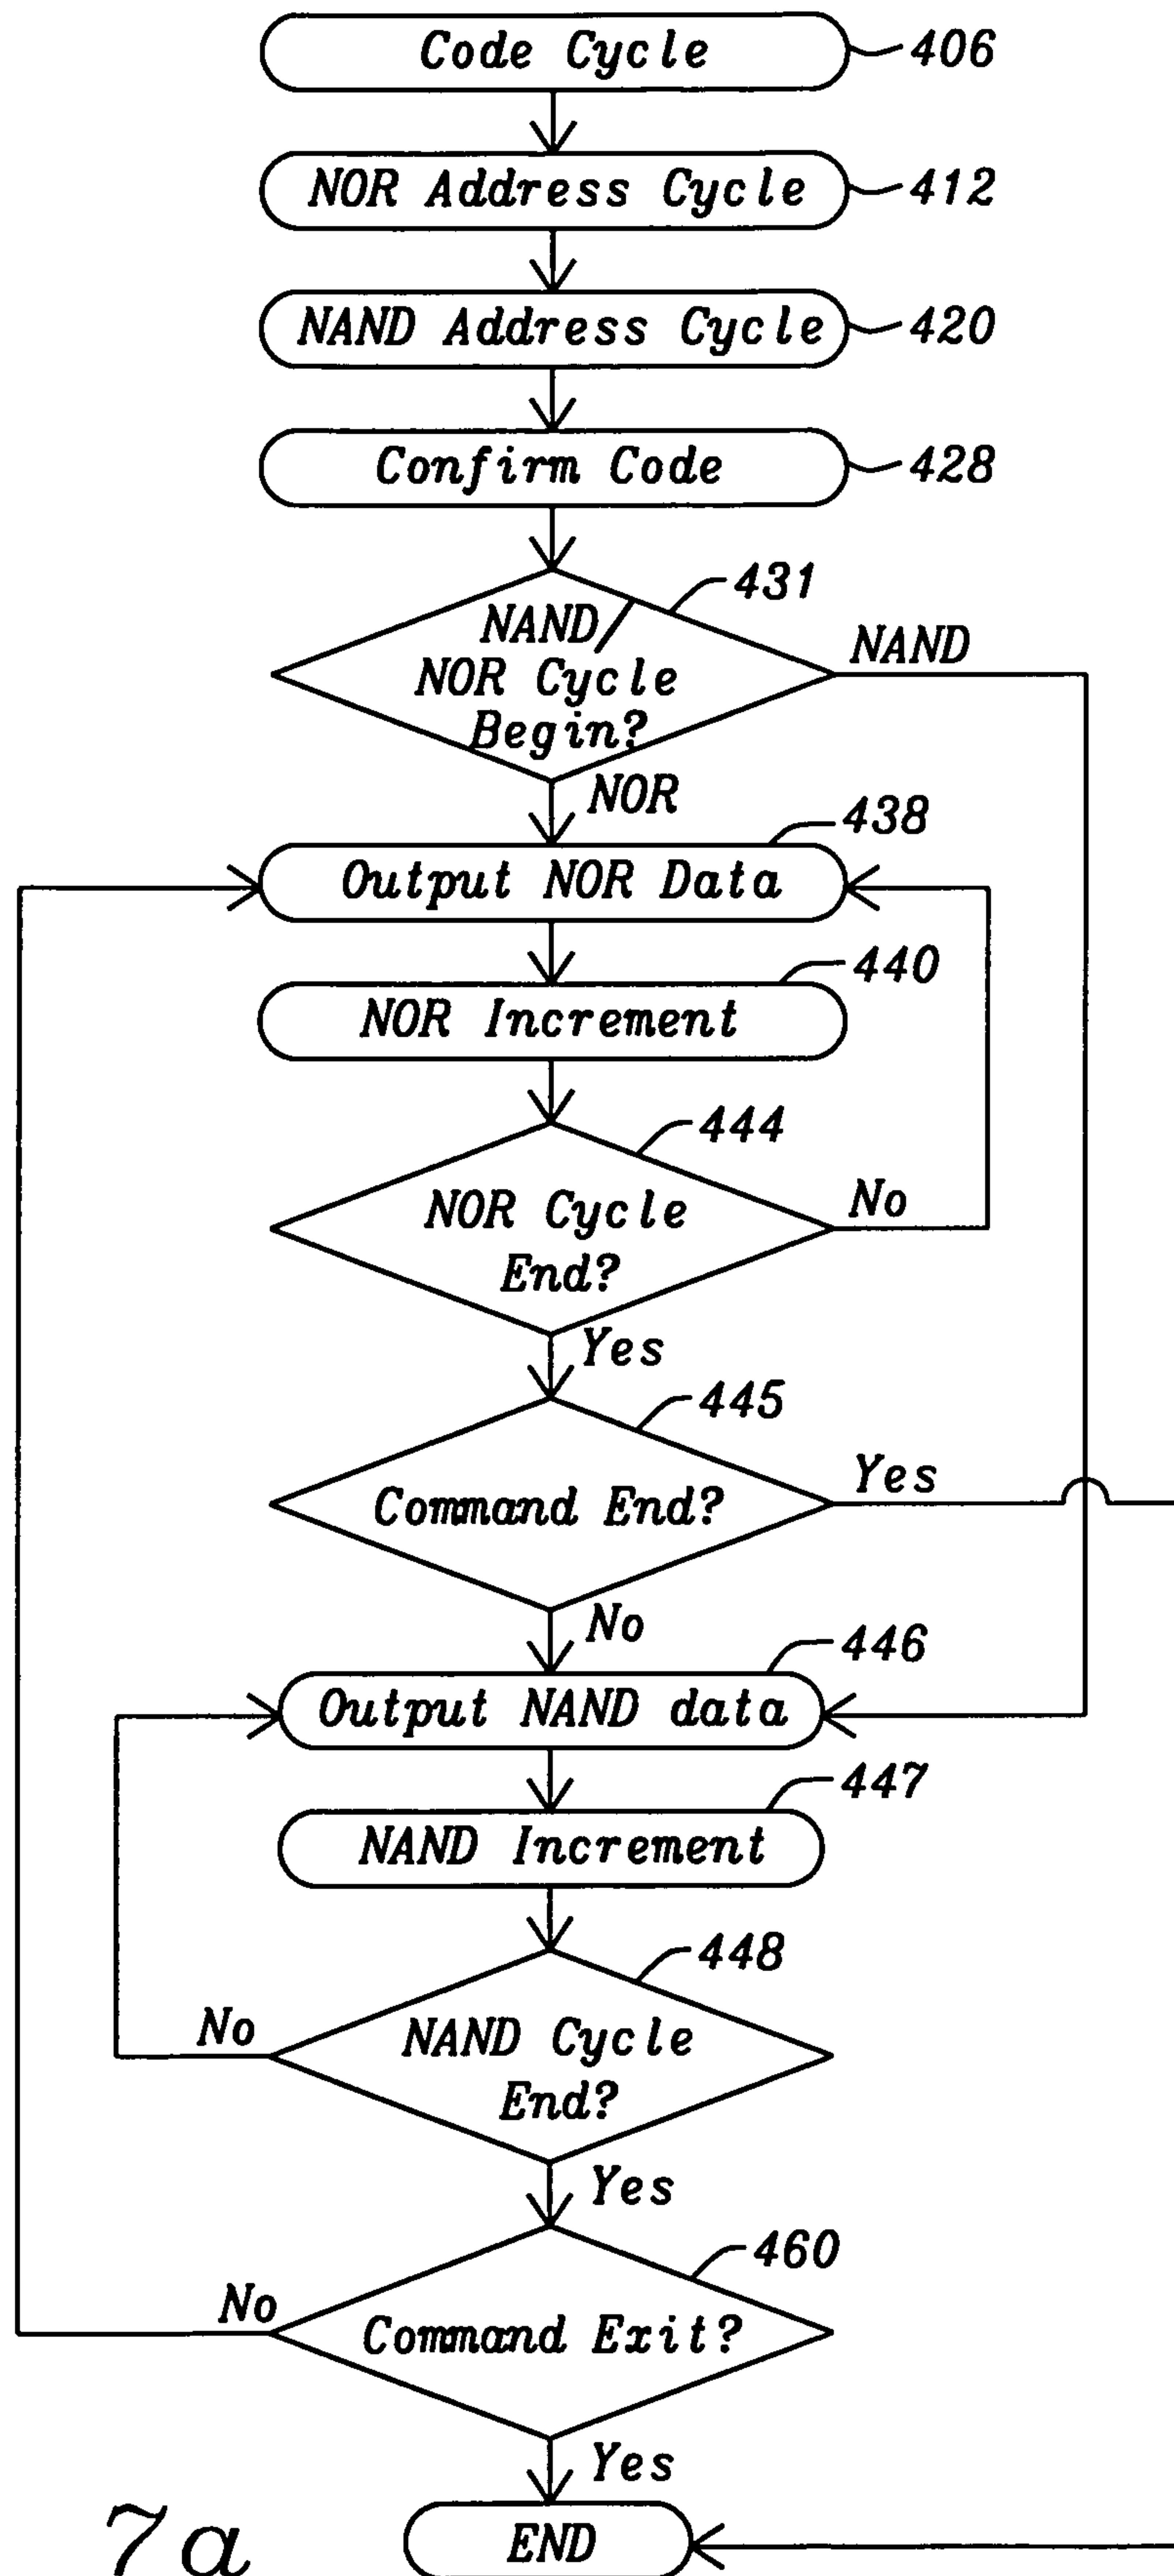 Code Cycle 406
NOR Address Cycle 412
NAND Address Cycle 420
Confirm Code 428
431
NAND/
NOR Cycle
Begin?
NAND
NOR
438
Output NOR Data
440
NOR Increment
444
NOR Cycle
End?
No
Yes
445
Command End?
Yes
No
446
Output NAND data
447
NAND Increment
448
NAND Cycle
End?
No
Yes
460
Command Exit?
No
Yes
END
7a